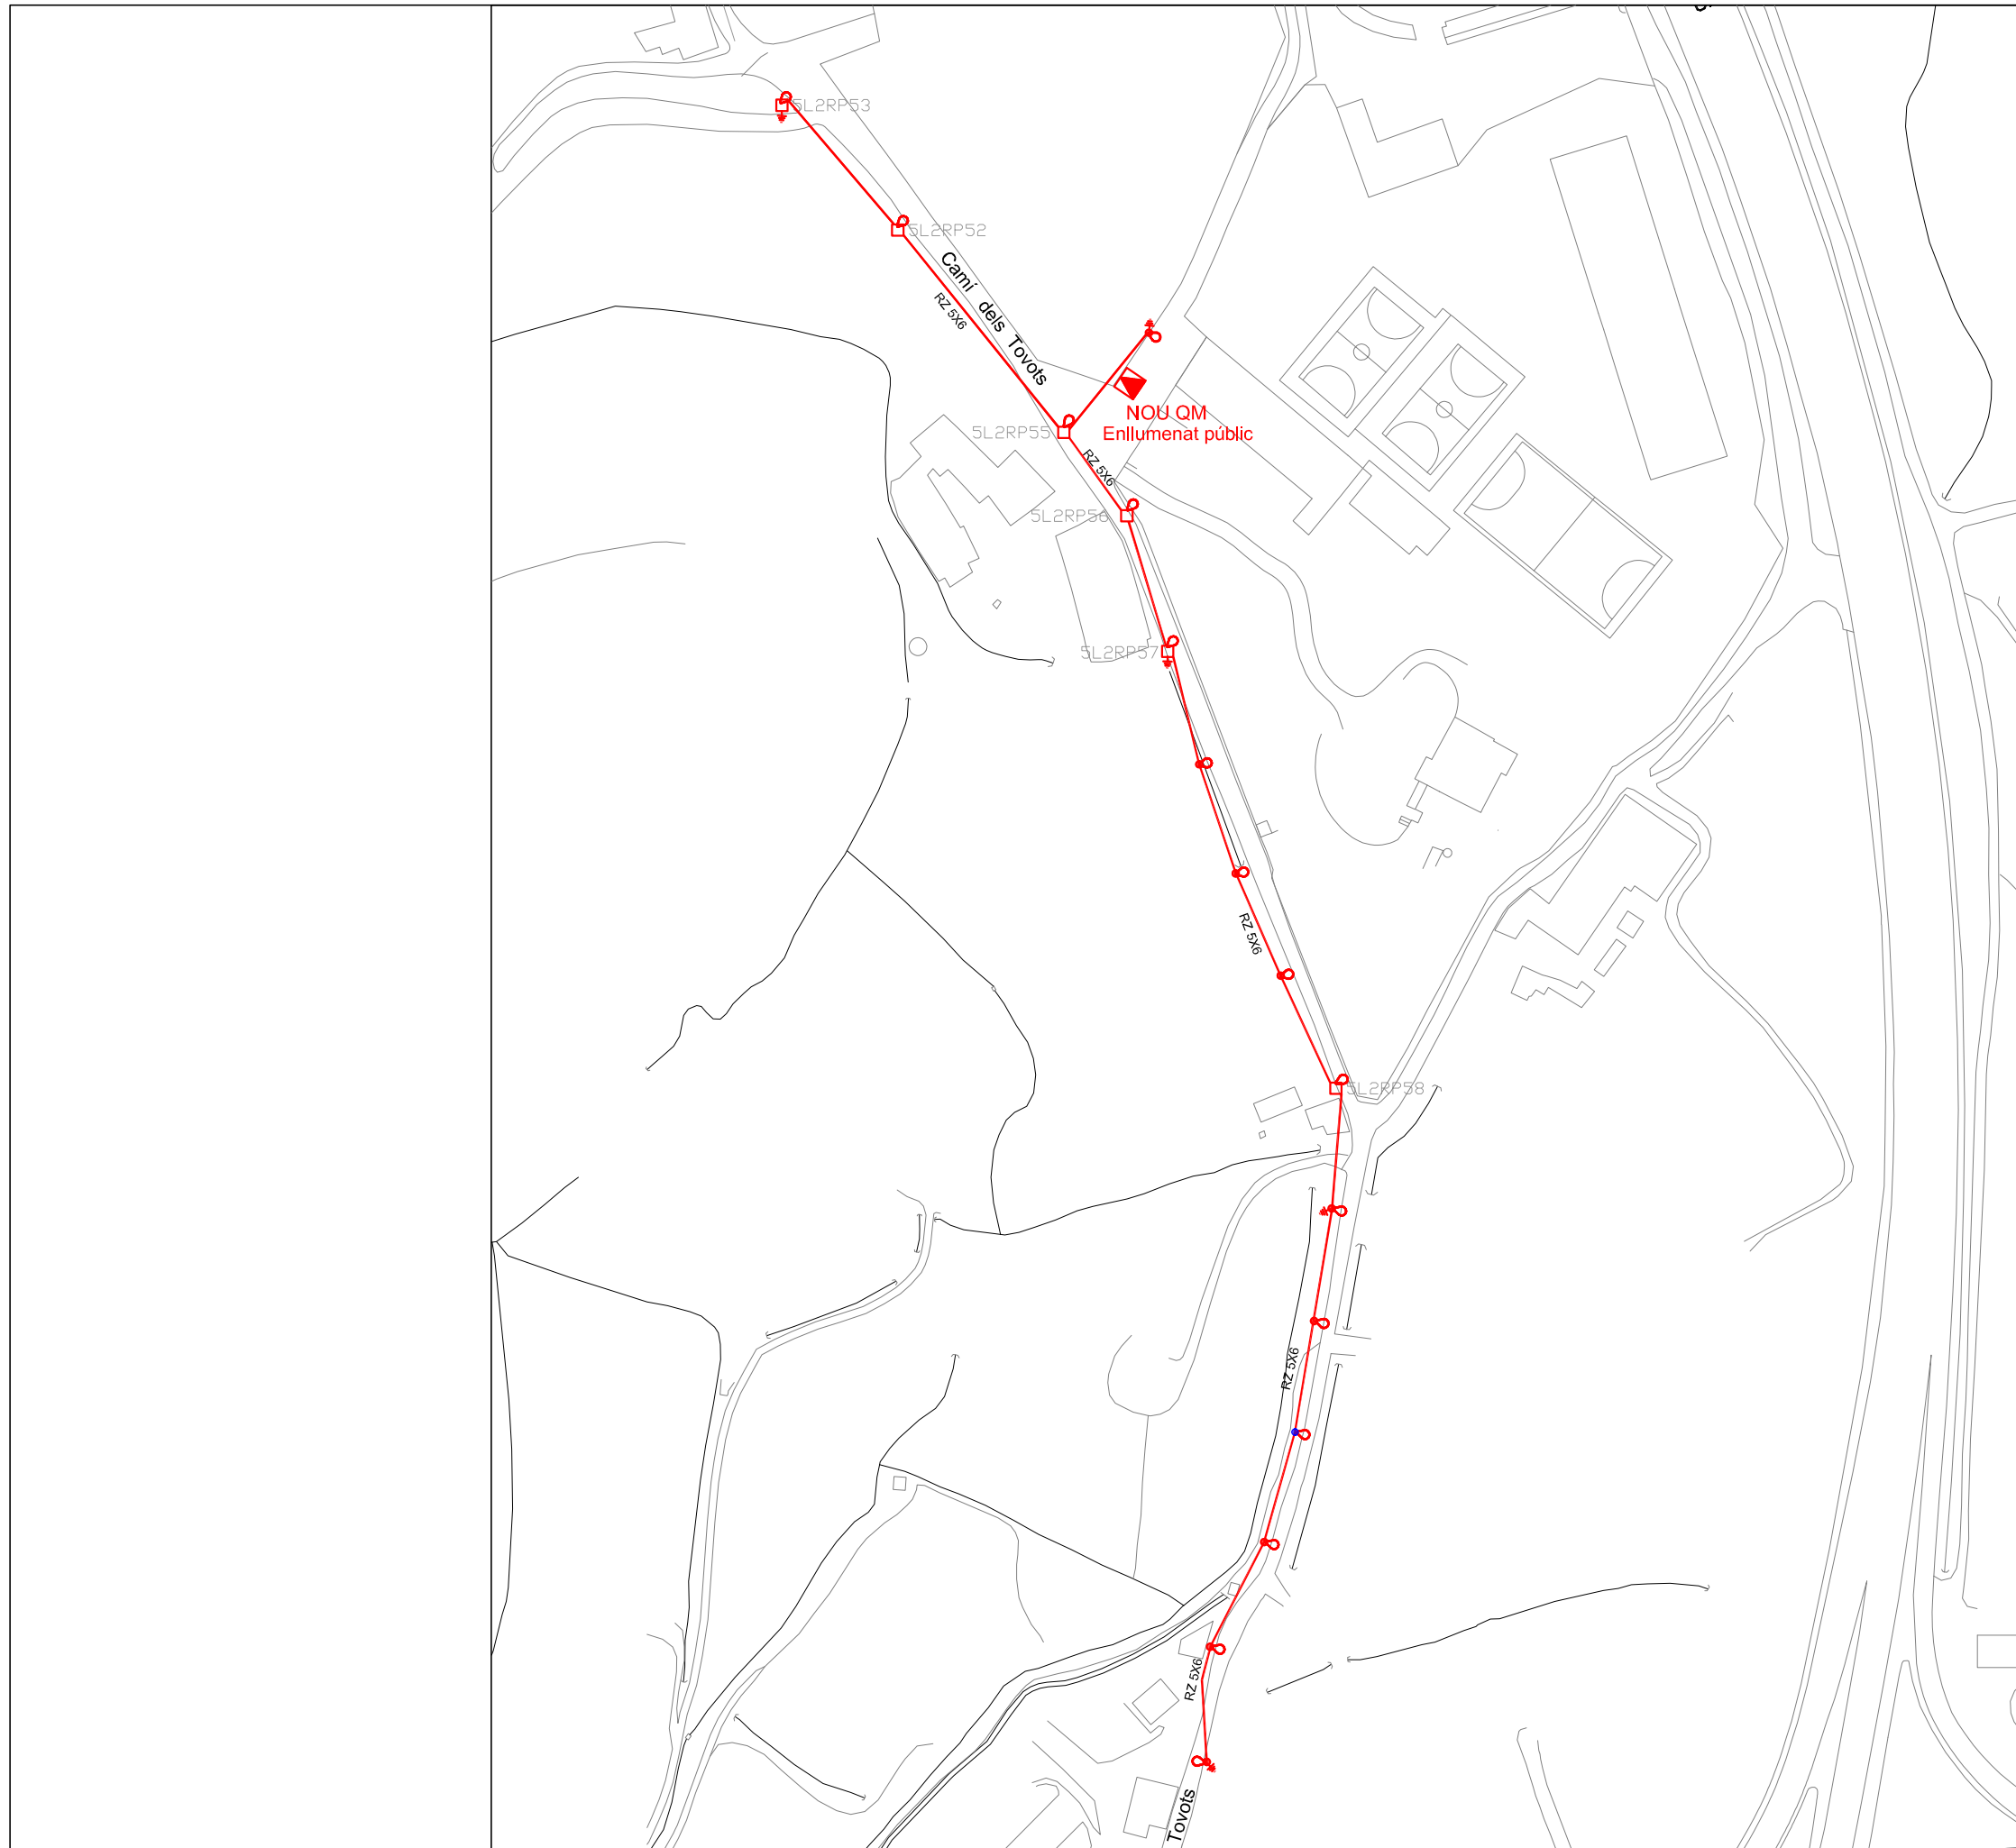 5L2RP53
5L2RP52
Camí dels Tovots
RZ 5X6
NOU QM
Enllumenat públic
5L2RP55
RZ 5X6
5L2RP56
5L2RP57
RZ 5X6
5L2RP58
RZ 5X6
RZ 5X6
Tovots